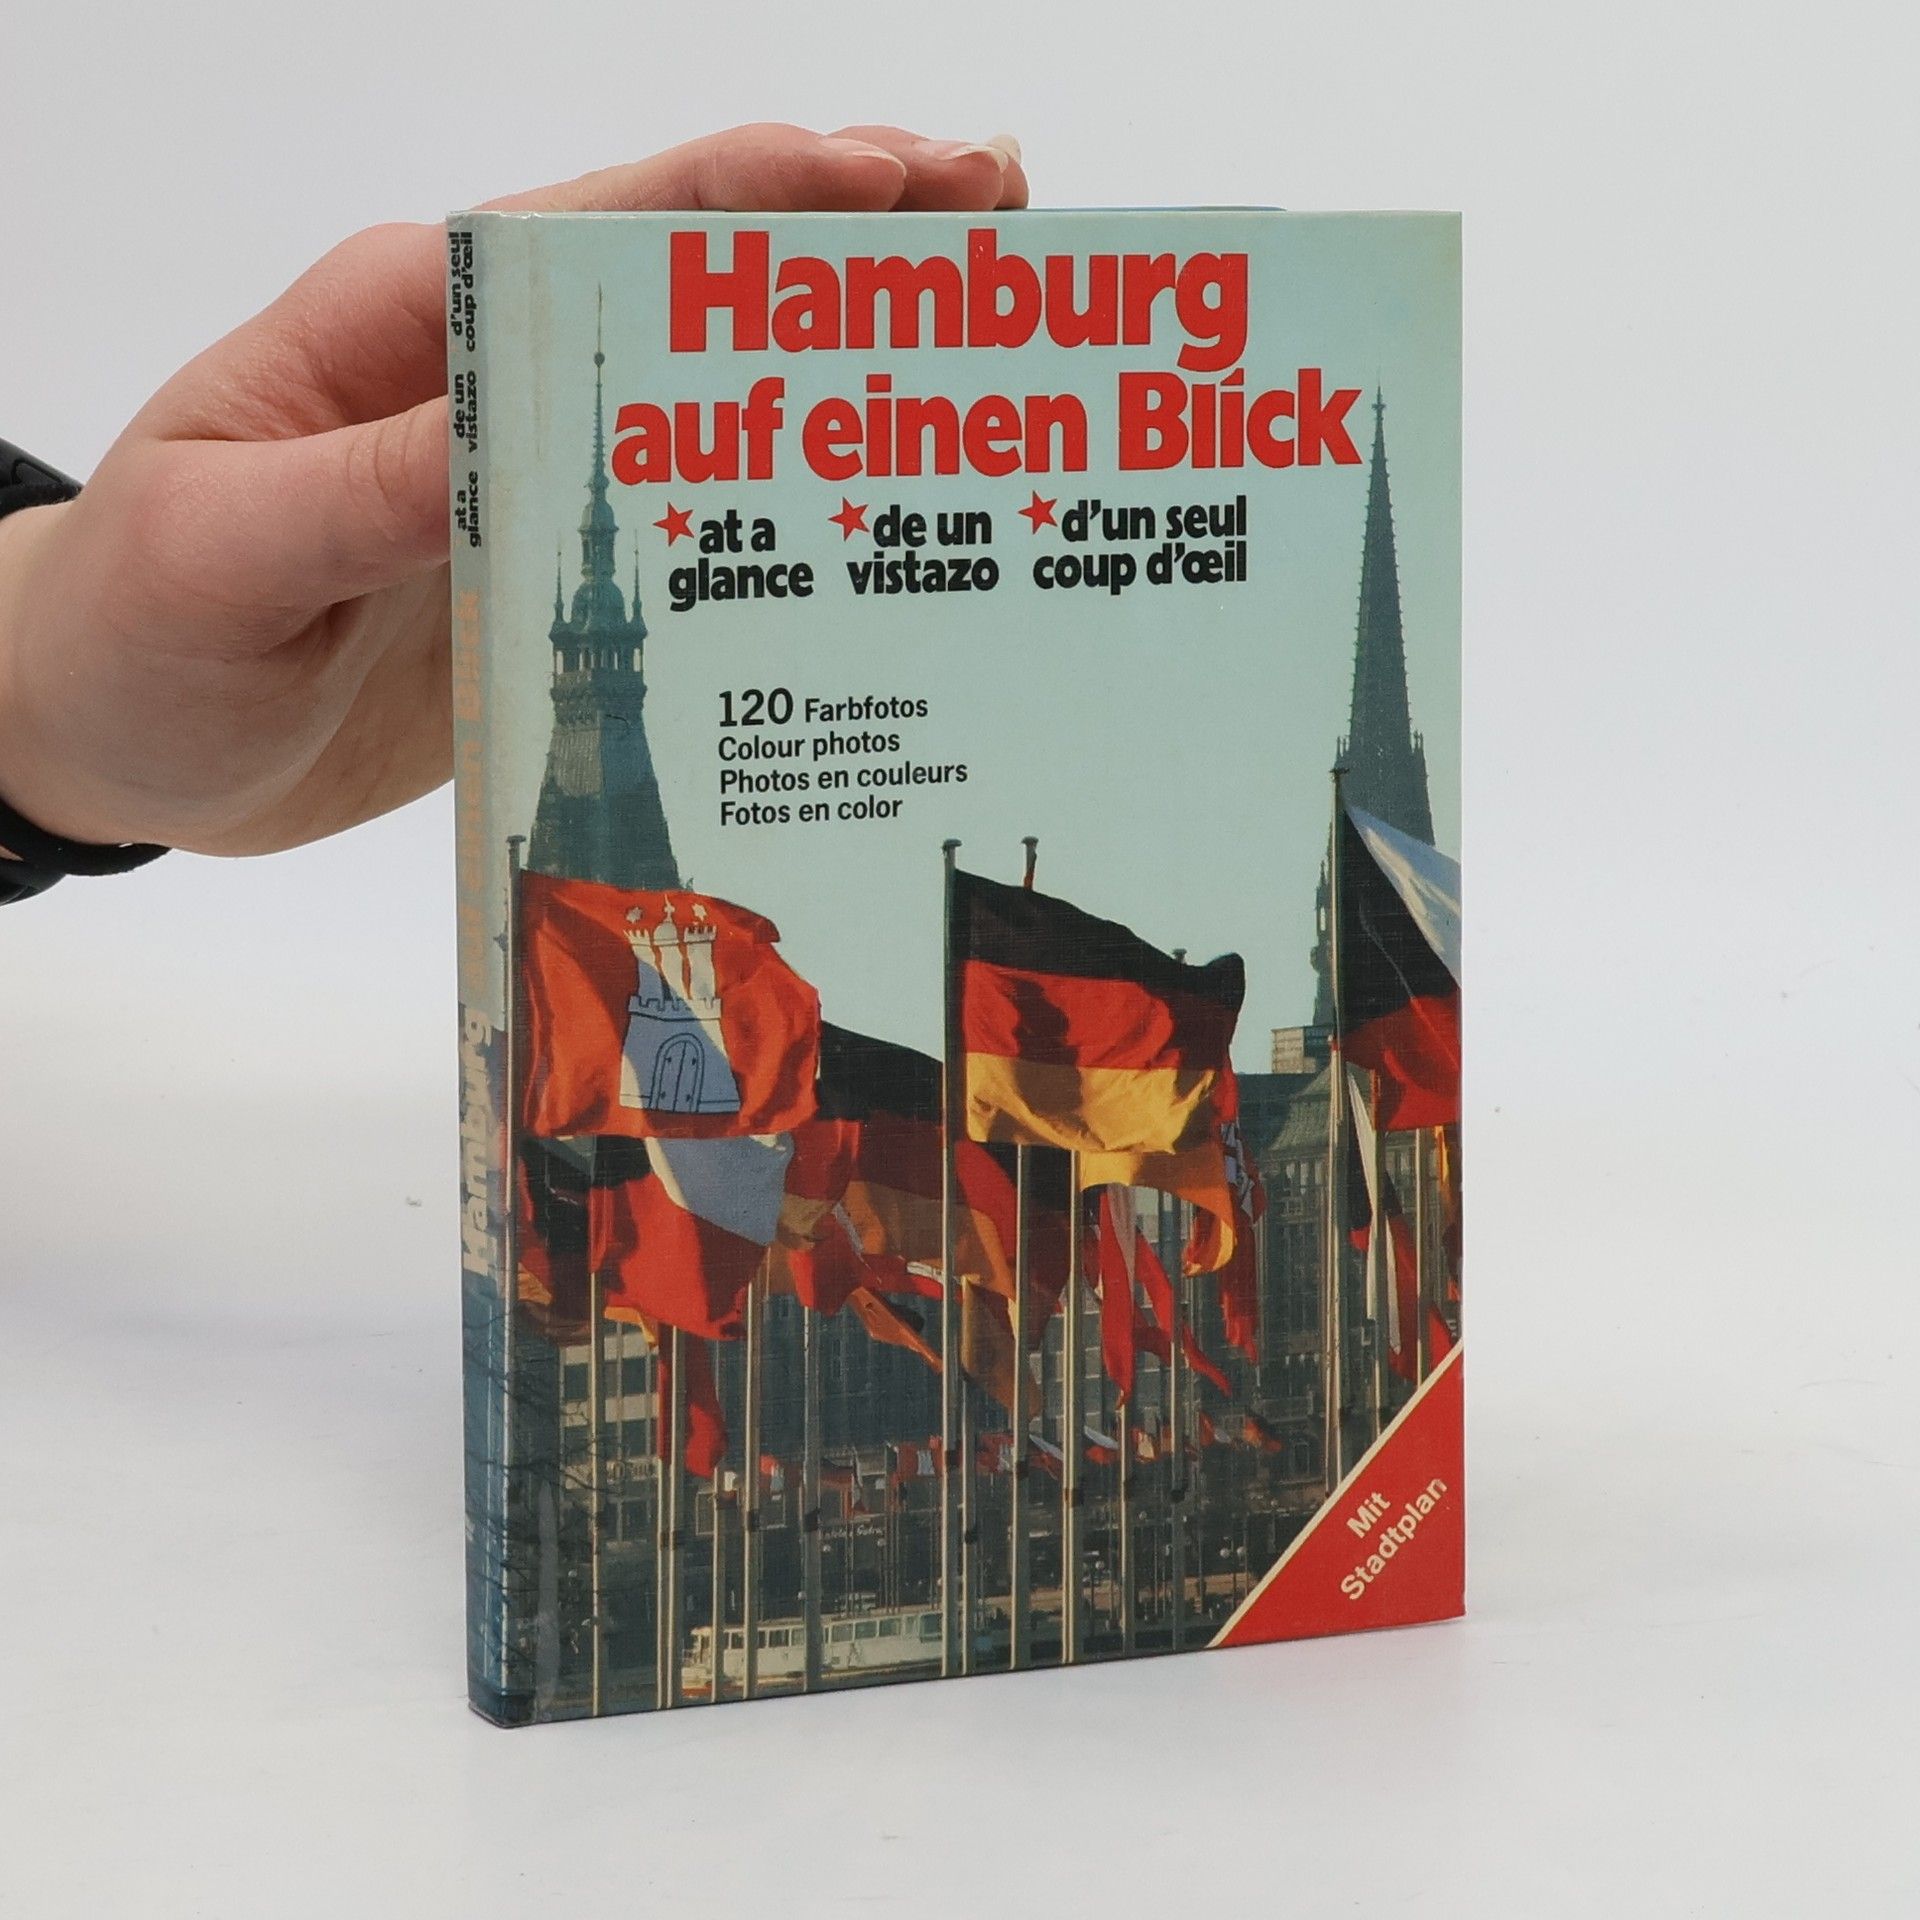 Hamburg
auf einen Blick
at a
glance
de un
vistazo
d'un seul
coup d'œil
120 Farbfotos
Colour photos
Photos en couleurs
Fotos en color
Mit
Stadtplan
Hamburg auf einen Blick
at a
glance
de un
vistazo
d'un seul
coup d'œil